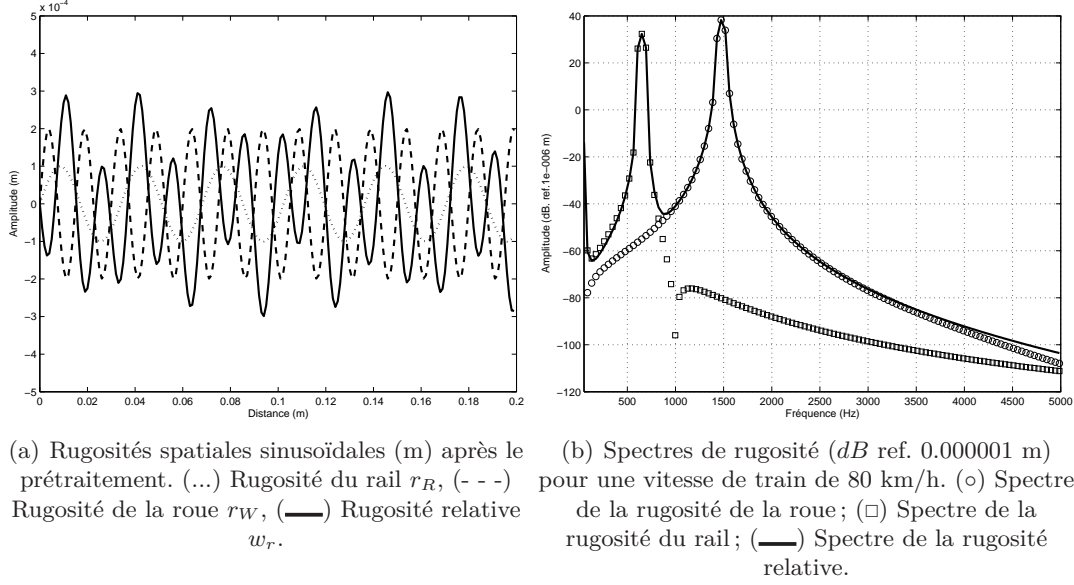 x 10⁻⁴
5
4
3
2
1
0
−1
−2
−3
−4
−5
Amplitude (m)
0 0.02 0.04 0.06 0.08 0.1 0.12 0.14 0.16 0.18 0.2
Distance (m)
40
20
0
−20
−40
−60
−80
−100
−120
Amplitude (dB. ref.1e−006 m)
500 1000 1500 2000 2500 3000 3500 4000 4500 5000
Fréquence (Hz)
(a) Rugosités spatiales sinusoïdales (m) après le
prétraitement. (...) Rugosité du rail r_R, (- - -)
Rugosité de la roue r_W, (—) Rugosité relative
w_r.
(b) Spectres de rugosité (dB ref. 0.000001 m)
pour une vitesse de train de 80 km/h. (○) Spectre
de la rugosité de la roue ; (□) Spectre de la
rugosité du rail ; (—) Spectre de la rugosité
relative.